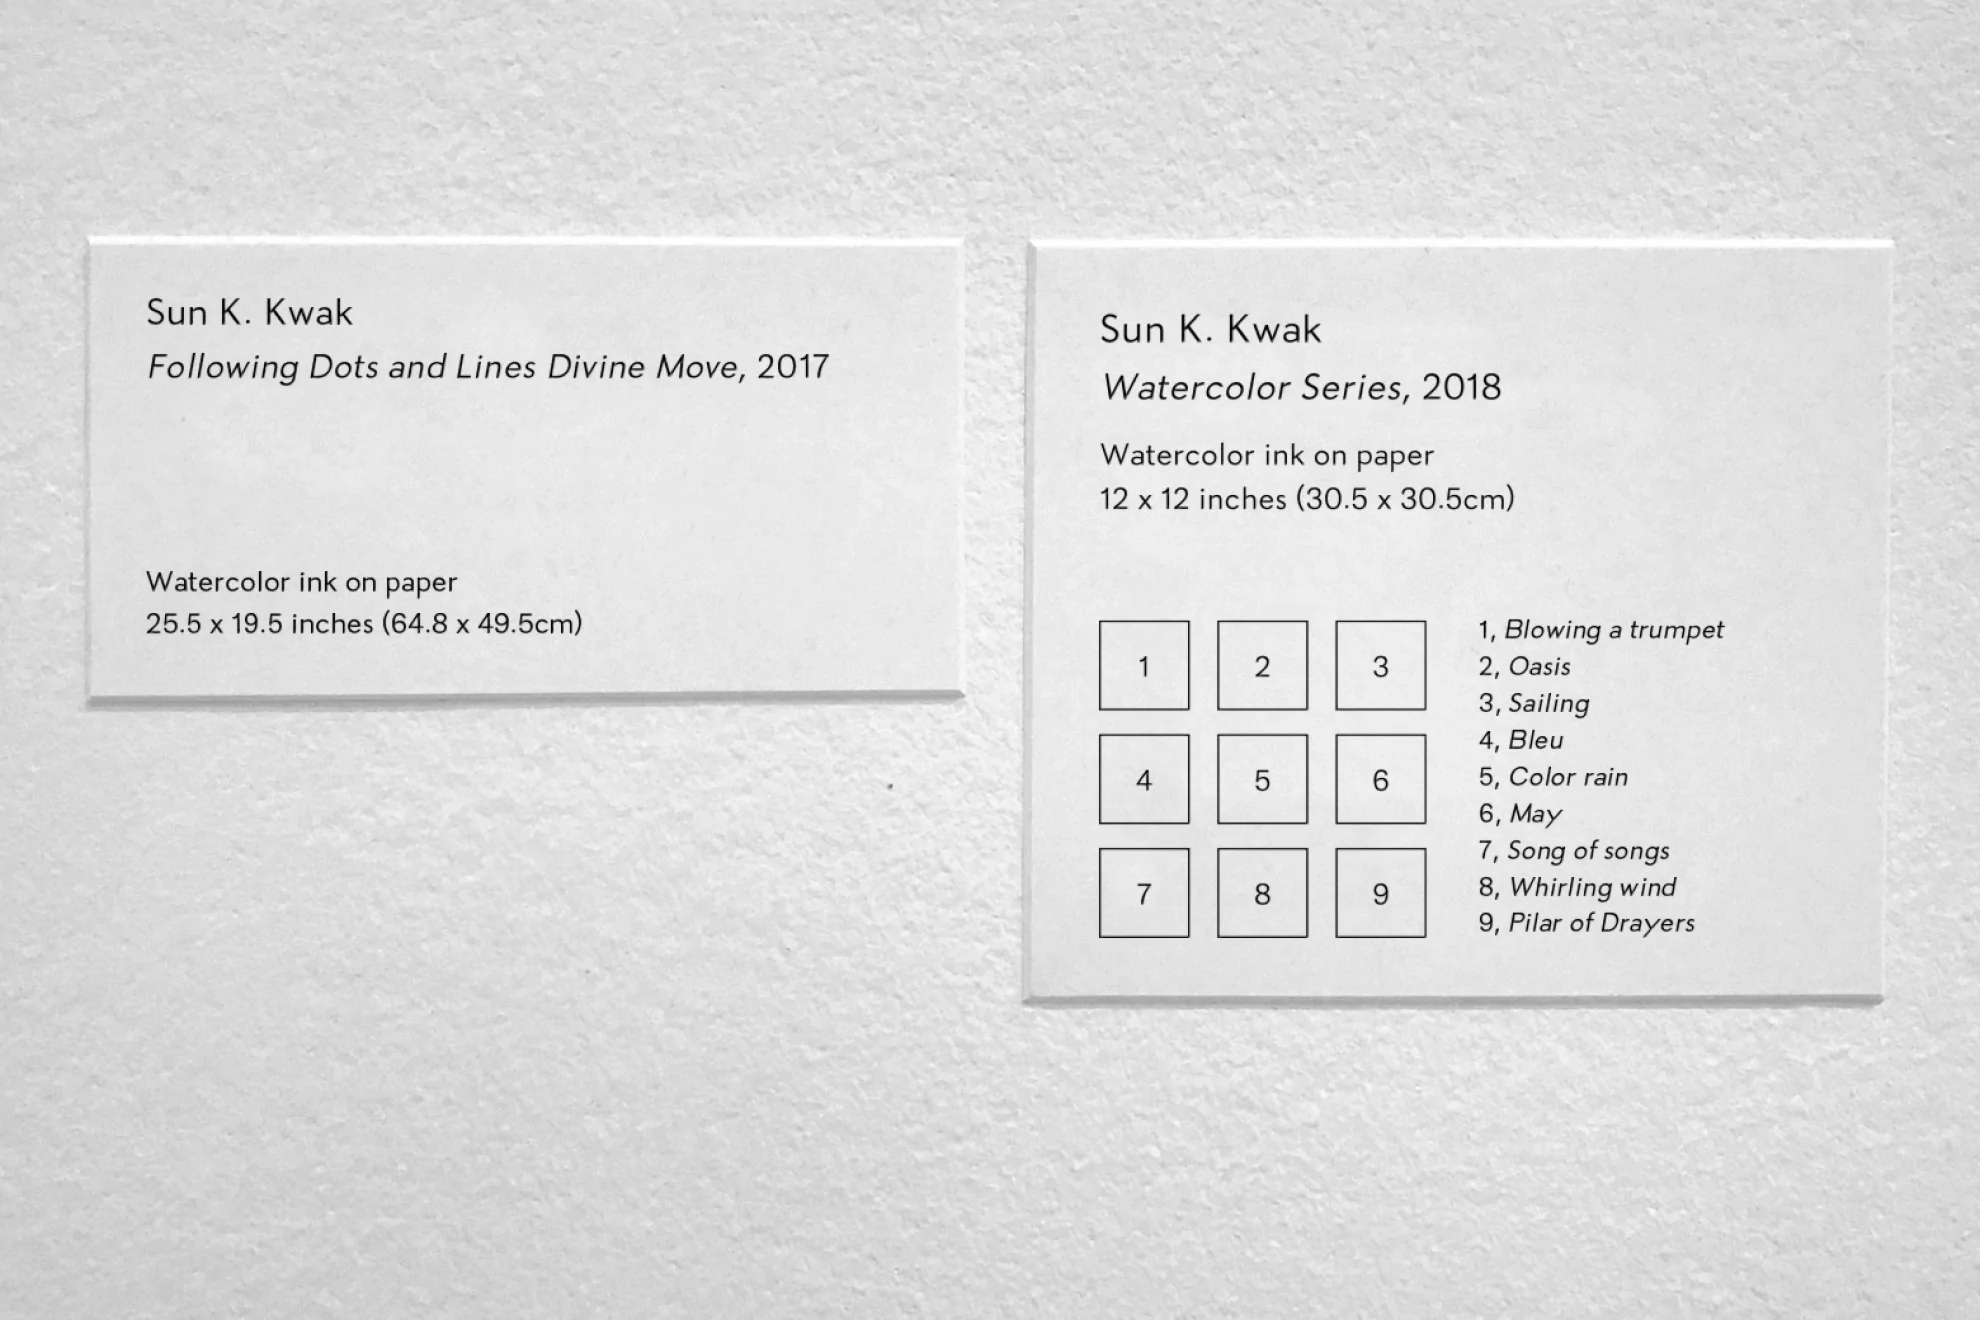 Sun K. Kwak
Following Dots and Lines Divine Move, 2017
Watercolor ink on paper
25.5 x 19.5 inches (64.8 x 49.5cm)
Sun K. Kwak
Watercolor Series, 2018
Watercolor ink on paper
12 x 12 inches (30.5 x 30.5cm)
1 2 3
4 5 6
7 8 9
1, Blowing a trumpet
2, Oasis
3, Sailing
4, Bleu
5, Color rain
6, May
7, Song of songs
8, Whirling wind
9, Pilar of Drayers